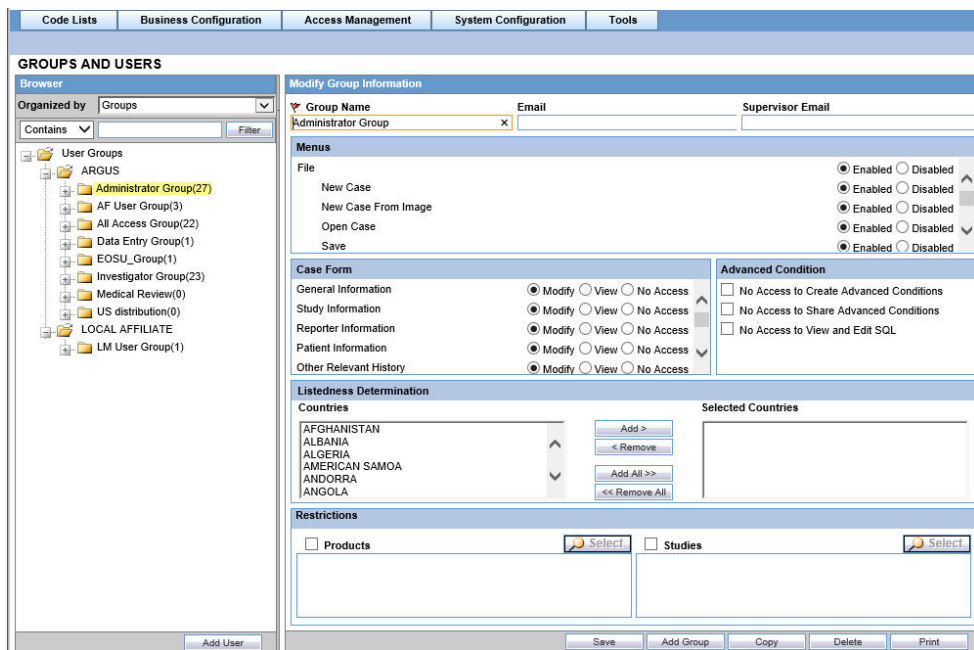 Code Lists Business Configuration Access Management System Configuration Tools
GROUPS AND USERS
Browser
Organized by Groups
Contains Filter
User Groups
ARGUS
Administrator Group(27)
AF User Group(3)
All Access Group(22)
Data Entry Group(1)
EOSU_Group(1)
Investigator Group(23)
Medical Review(0)
US distribution(0)
LOCAL AFFILIATE
LM User Group(1)
Add User
Modify Group Information
Group Name Email Supervisor Email
Administrator Group
Menus
File Enabled Disabled
New Case Enabled Disabled
New Case From Image Enabled Disabled
Open Case Enabled Disabled
Save Enabled Disabled
Case Form
General Information Modify View No Access
Study Information Modify View No Access
Reporter Information Modify View No Access
Patient Information Modify View No Access
Other Relevant History Modify View No Access
Advanced Condition
No Access to Create Advanced Conditions
No Access to Share Advanced Conditions
No Access to View and Edit SQL
Listedness Determination
Countries Selected Countries
AFGHANISTAN
ALBANIA
ALGERIA
AMERICAN SAMOA
ANDORRA
ANGOLA
Add >
< Remove
Add All >>
<< Remove All
Restrictions
Products Select Studies Select
Save Add Group Copy Delete Print